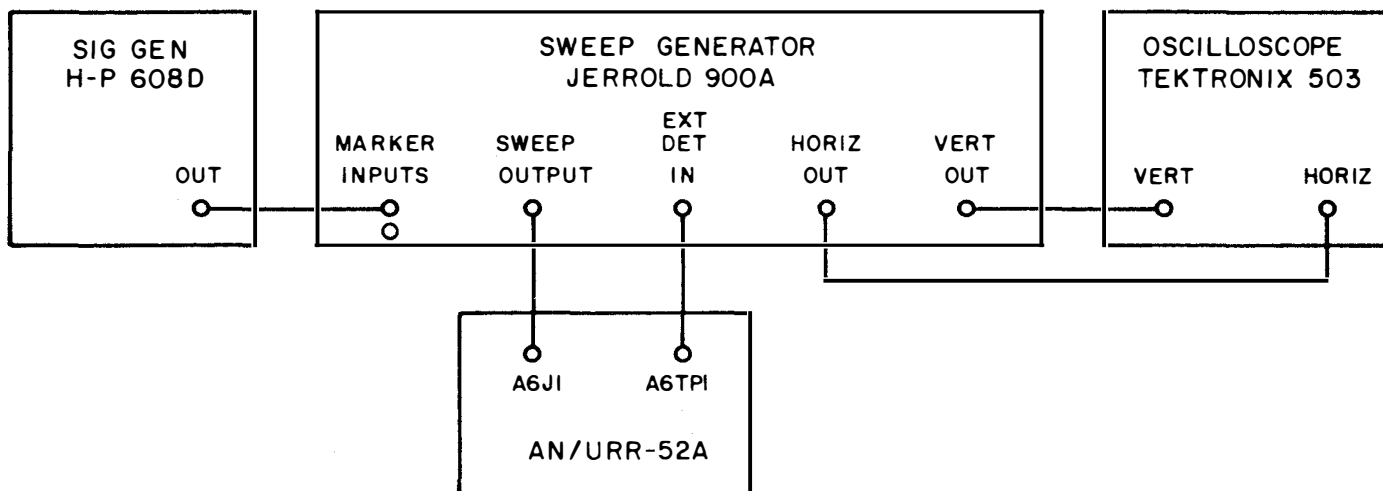 SIG GEN
H-P 608D
OUT
SWEEP GENERATOR
JERROLD 900A
MARKER
INPUTS
SWEEP
OUTPUT
EXT
DET
IN
HORIZ
OUT
VERT
OUT
OSCILLOSCOPE
TEKTRONIX 503
VERT
HORIZ
A6J1
A6TP1
AN/URR-52A